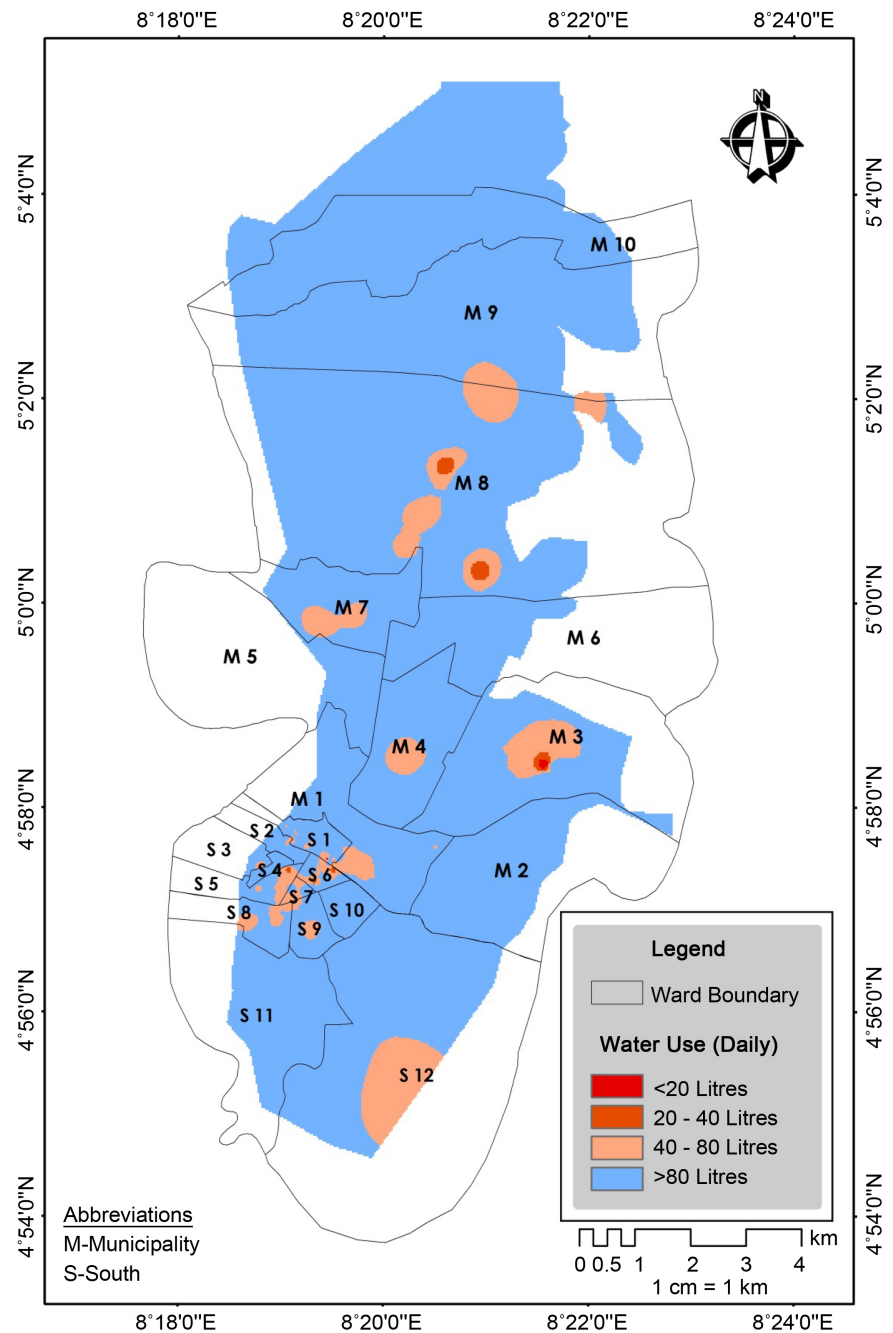 8°18'0"E 8°20'0"E 8°22'0"E 8°24'0"E
N
5°4'0"N 5°4'0"N
M 10
M 9
5°2'0"N 5°2'0"N
M 8
5°0'0"N 5°0'0"N
M 7
M 6
M 5
M 4
M 3
4°58'0"N 4°58'0"N
M 1
S 2
S 1
S 3
S 4
S 6
M 2
S 5
S 7
S 8
S 10
S 9
4°56'0"N 4°56'0"N
S 11
S 12
4°54'0"N 4°54'0"N
Legend
Ward Boundary
Water Use (Daily)
<20 Litres
20 - 40 Litres
40 - 80 Litres
>80 Litres
Abbreviations
M-Municipality
S-South
km
0 0.5 1 2 3 4
1 cm = 1 km
8°18'0"E 8°20'0"E 8°22'0"E 8°24'0"E